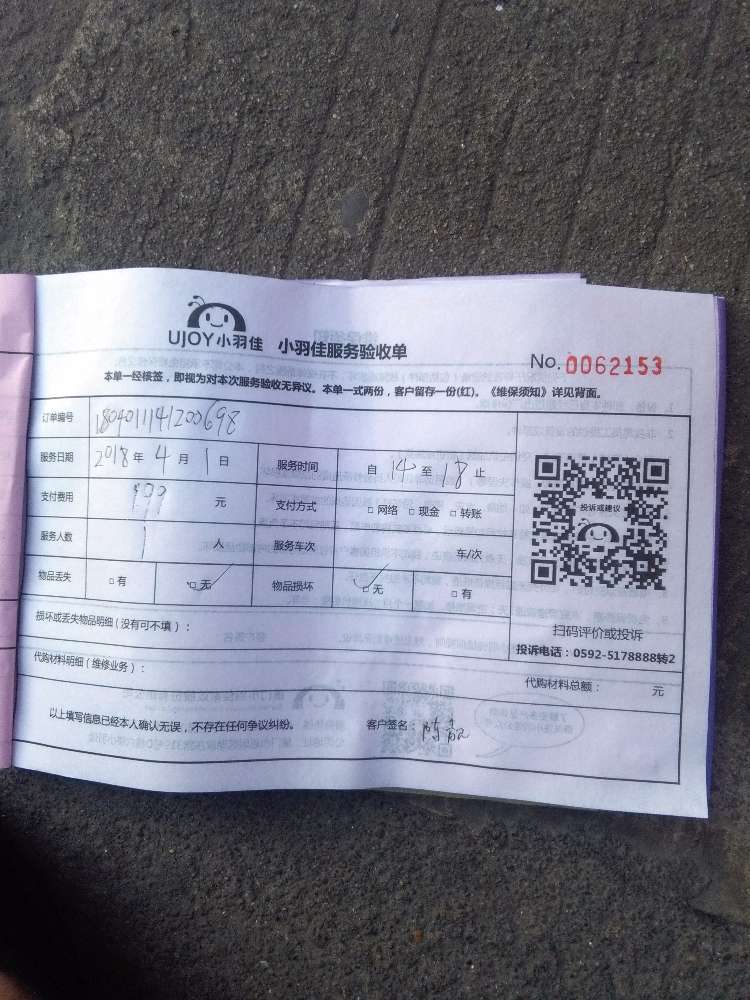 UJOY小羽佳 小羽佳服务验收单 No.0062153
本单一经核签，即视为对本次服务验收无异议。本单一式两份，客户留存一份(红)。《维保须知》详见背面。
订单编号 1804011141200698
服务日期 2018年4月1日 服务时间 自14至18止
支付费用 199元 支付方式 □网络 □现金 □转账
服务人数 1人 服务车次 车/次
物品丢失 □有 □无✓ 物品损坏 □无✓ □有
投诉或建议
扫码评价或投诉
投诉电话：0592-5178888转2
损坏或丢失物品明细(没有可不填)：
代购材料明细(维修业务)： 代购材料总额： 元
以上填写信息已经本人确认无误，不存在任何争议纠纷。 客户签名：陈